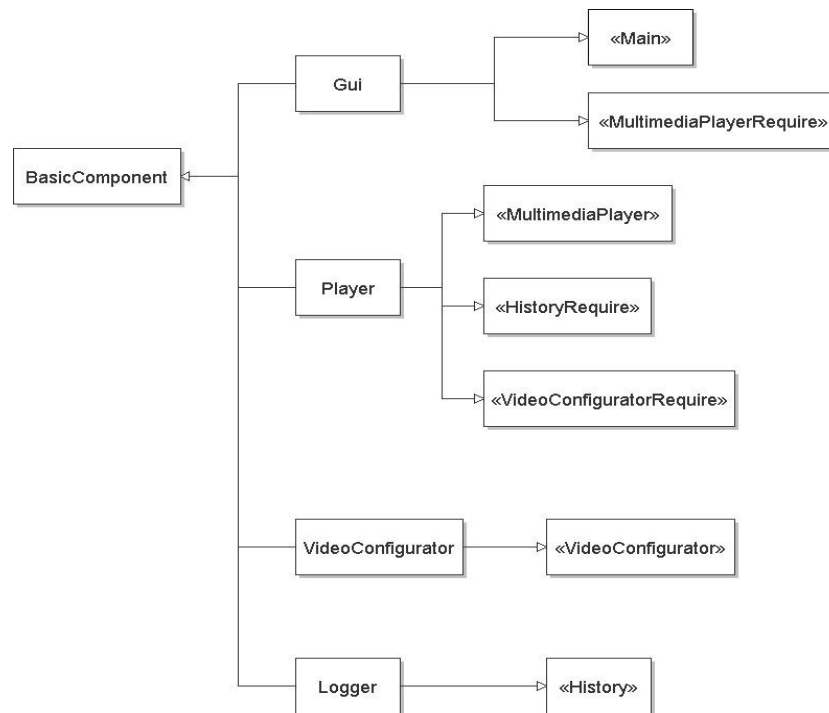 «Main»
Gui
«MultimediaPlayerRequire»
BasicComponent
«MultimediaPlayer»
Player
«HistoryRequire»
«VideoConfiguratorRequire»
VideoConfigurator
«VideoConfigurator»
Logger
«History»